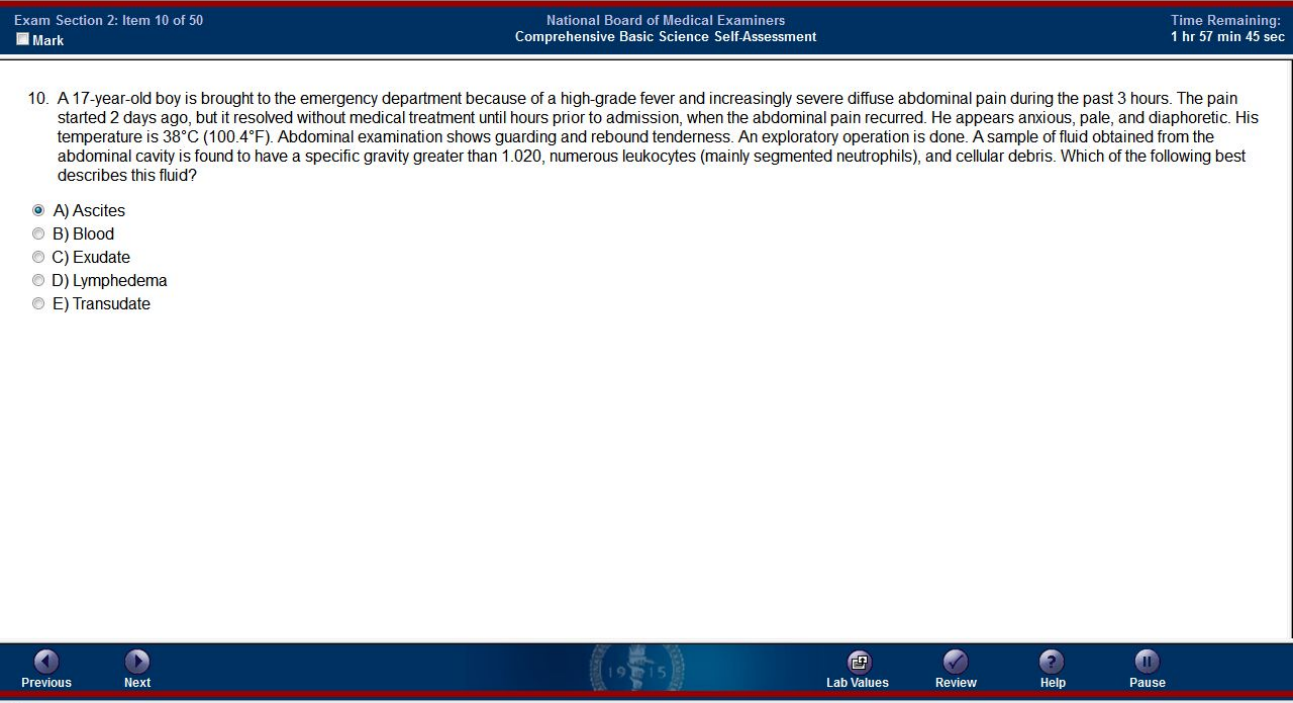 Exam Section 2: Item 10 of 50
Mark
National Board of Medical Examiners
Comprehensive Basic Science Self-Assessment
Time Remaining:
1 hr 57 min 45 sec
10. A 17-year-old boy is brought to the emergency department because of a high-grade fever and increasingly severe diffuse abdominal pain during the past 3 hours. The pain
started 2 days ago, but it resolved without medical treatment until hours prior to admission, when the abdominal pain recurred. He appears anxious, pale, and diaphoretic. His
temperature is 38°C (100.4°F). Abdominal examination shows guarding and rebound tenderness. An exploratory operation is done. A sample of fluid obtained from the
abdominal cavity is found to have a specific gravity greater than 1.020, numerous leukocytes (mainly segmented neutrophils), and cellular debris. Which of the following best
describes this fluid?
A) Ascites
B) Blood
C) Exudate
D) Lymphedema
E) Transudate
1915
Previous
Next
Lab Values
Review
Help
Pause